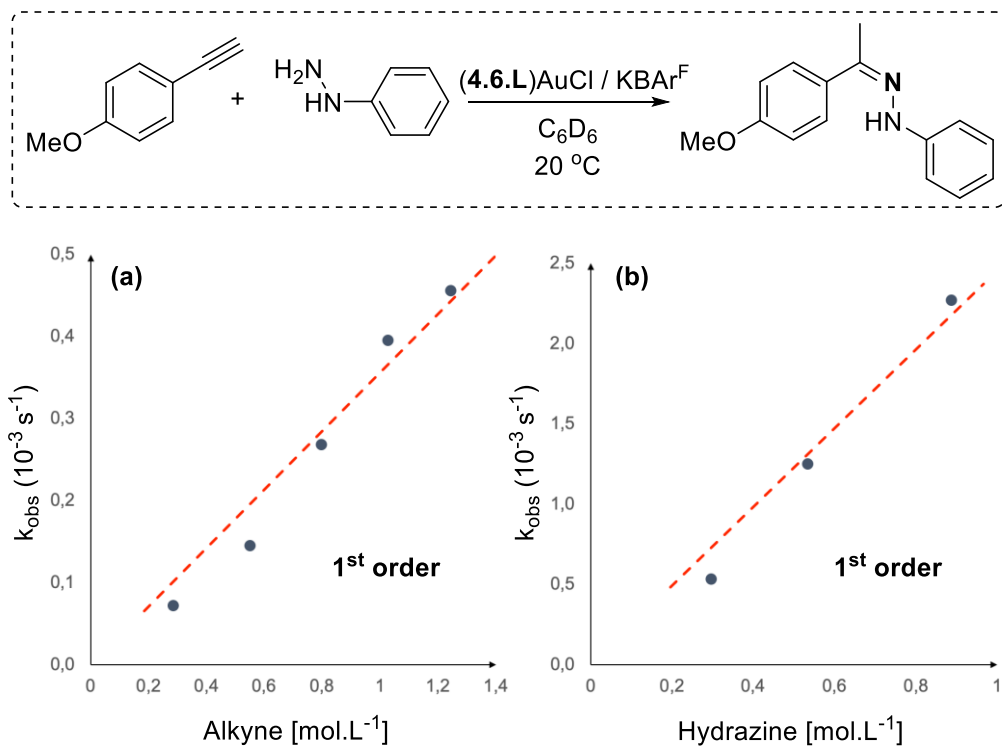 MeO
+
H2N
HN
(4.6.L)AuCl / KBArF
C6D6
20 oC
MeO
N
HN
(a)
0,5
0,4
0,3
0,2
0,1
0,0
kobs (10-3 s-1)
1st order
0 0,2 0,4 0,6 0,8 1 1,2 1,4
Alkyne [mol.L-1]
(b)
2,5
2,0
1,5
1,0
0,5
0,0
kobs (10-3 s-1)
1st order
0 0,2 0,4 0,6 0,8 1
Hydrazine [mol.L-1]